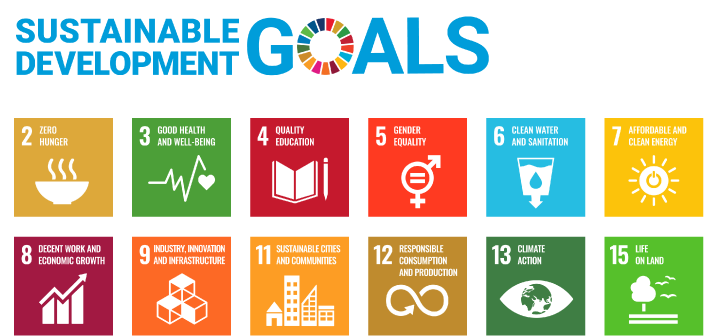 SUSTAINABLE
DEVELOPMENT
GOALS
2 ZERO
HUNGER
3 GOOD HEALTH
AND WELL-BEING
4 QUALITY
EDUCATION
5 GENDER
EQUALITY
6 CLEAN WATER
AND SANITATION
7 AFFORDABLE AND
CLEAN ENERGY
8 DECENT WORK AND
ECONOMIC GROWTH
9 INDUSTRY, INNOVATION
AND INFRASTRUCTURE
11 SUSTAINABLE CITIES
AND COMMUNITIES
12 RESPONSIBLE
CONSUMPTION
AND PRODUCTION
13 CLIMATE
ACTION
15 LIFE
ON LAND